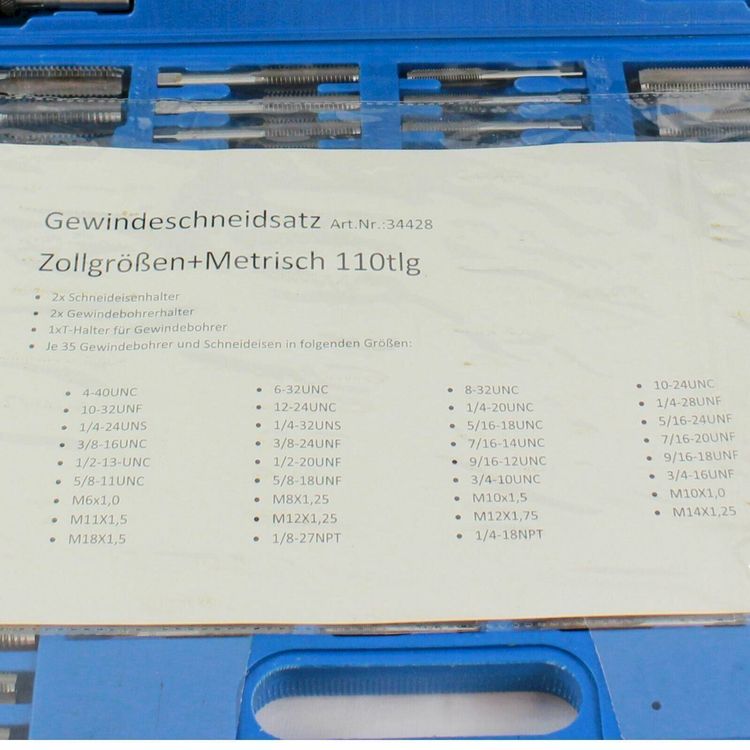 Gewindeschneidsatz Art.Nr.:34428
Zollgrößen+Metrisch 110tlg
• 2x Schneideisenhalter
• 2x Gewindebohrerhalter
• 1xT-Halter für Gewindebohrer
• Je 35 Gewindebohrer und Schneideisen in folgenden Größen:
• 4-40UNC • 6-32UNC • 8-32UNC • 10-24UNC
• 10-32UNF • 12-24UNC • 1/4-20UNC • 1/4-28UNF
• 1/4-24UNS • 1/4-32UNS • 5/16-18UNC • 5/16-24UNF
• 3/8-16UNC • 3/8-24UNF • 7/16-14UNC • 7/16-20UNF
• 1/2-13-UNC • 1/2-20UNF • 9/16-12UNC • 9/16-18UNF
• 5/8-11UNC • 5/8-18UNF • 3/4-10UNC • 3/4-16UNF
• M6x1,0 • M8X1,25 • M10x1,5 • M10X1,0
• M11X1,5 • M12X1,25 • M12X1,75 • M14X1,25
• M18X1,5 • 1/8-27NPT • 1/4-18NPT